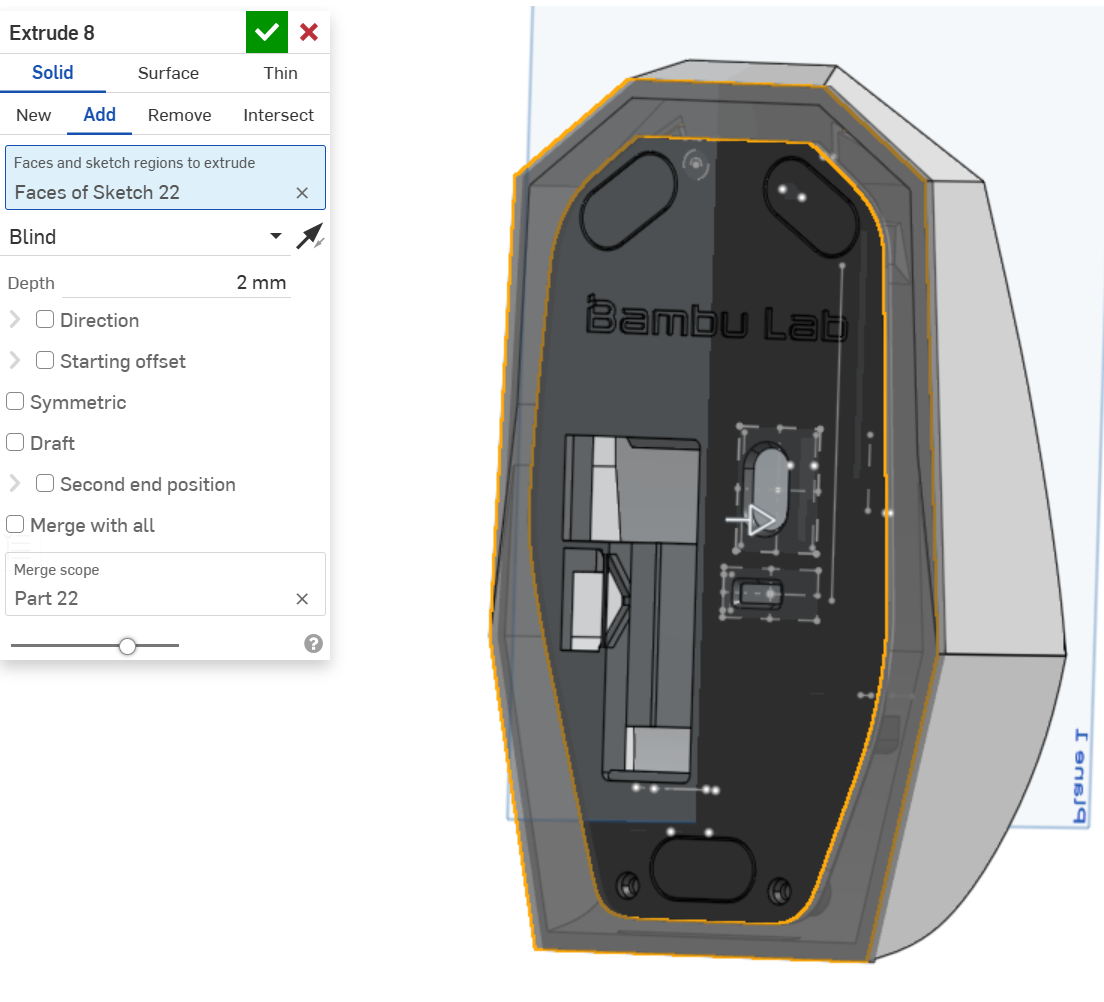 Extrude 8
Solid Surface Thin
New Add Remove Intersect
Faces and sketch regions to extrude
Faces of Sketch 22
Blind
Depth 2 mm
Direction
Starting offset
Symmetric
Draft
Second end position
Merge with all
Merge scope
Part 22
?
Bambu Lab
Plane 1